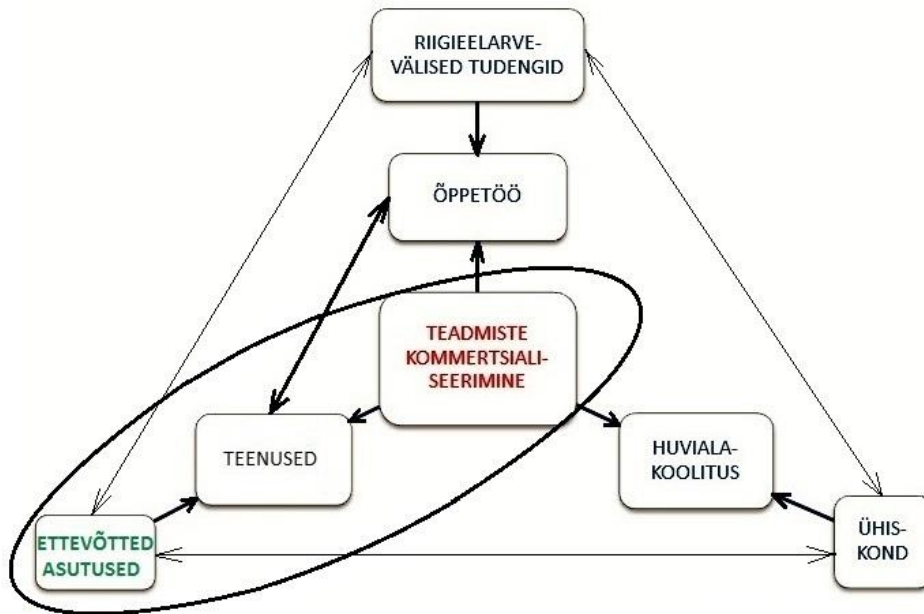 RIIGIEELARVE-
VÄLISED TUDENGID
ÕPPETÖÖ
TEADMISTE
KOMMERTSIALI-
SEERIMINE
TEENUSED
HUVIALA-
KOOLITUS
ETTEVÕTTED
ASUTUSED
ÜHIS-
KOND